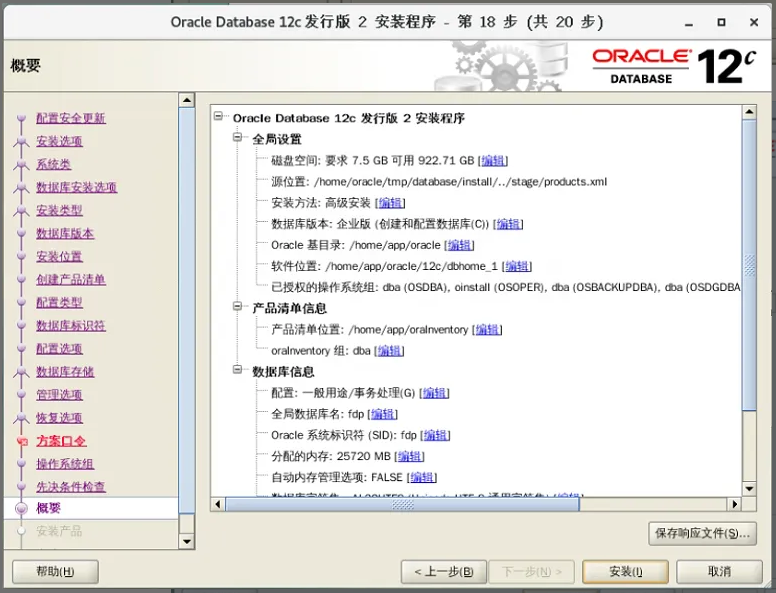 Oracle Database 12c 发行版 2 安装程序 - 第 18 步 (共 20 步)
概要
ORACLE
DATABASE
12c
配置安全更新
安装选项
系统类
数据库安装选项
安装类型
数据库版本
安装位置
创建产品清单
配置类型
数据库标识符
配置选项
数据库存储
管理选项
恢复选项
方案口令
操作系统组
先决条件检查
概要
安装产品
Oracle Database 12c 发行版 2 安装程序
全局设置
磁盘空间: 要求 7.5 GB 可用 922.71 GB [编辑]
源位置: /home/oracle/tmp/database/install/../stage/products.xml
安装方法: 高级安装 [编辑]
数据库版本: 企业版 (创建和配置数据库(C)) [编辑]
Oracle 基目录: /home/app/oracle [编辑]
软件位置: /home/app/oracle/12c/dbhome_1 [编辑]
已授权的操作系统组: dba (OSDBA), oinstall (OSOPER), dba (OSBACKUPDBA), dba (OSDGDBA
产品清单信息
产品清单位置: /home/app/oraInventory [编辑]
oraInventory 组: dba [编辑]
数据库信息
配置: 一般用途/事务处理(G) [编辑]
全局数据库名: fdp [编辑]
Oracle 系统标识符 (SID): fdp [编辑]
分配的内存: 25720 MB [编辑]
自动内存管理选项: FALSE [编辑]
保存响应文件(S)...
帮助(H)
< 上一步(B)
下一步(N) >
安装(I)
取消